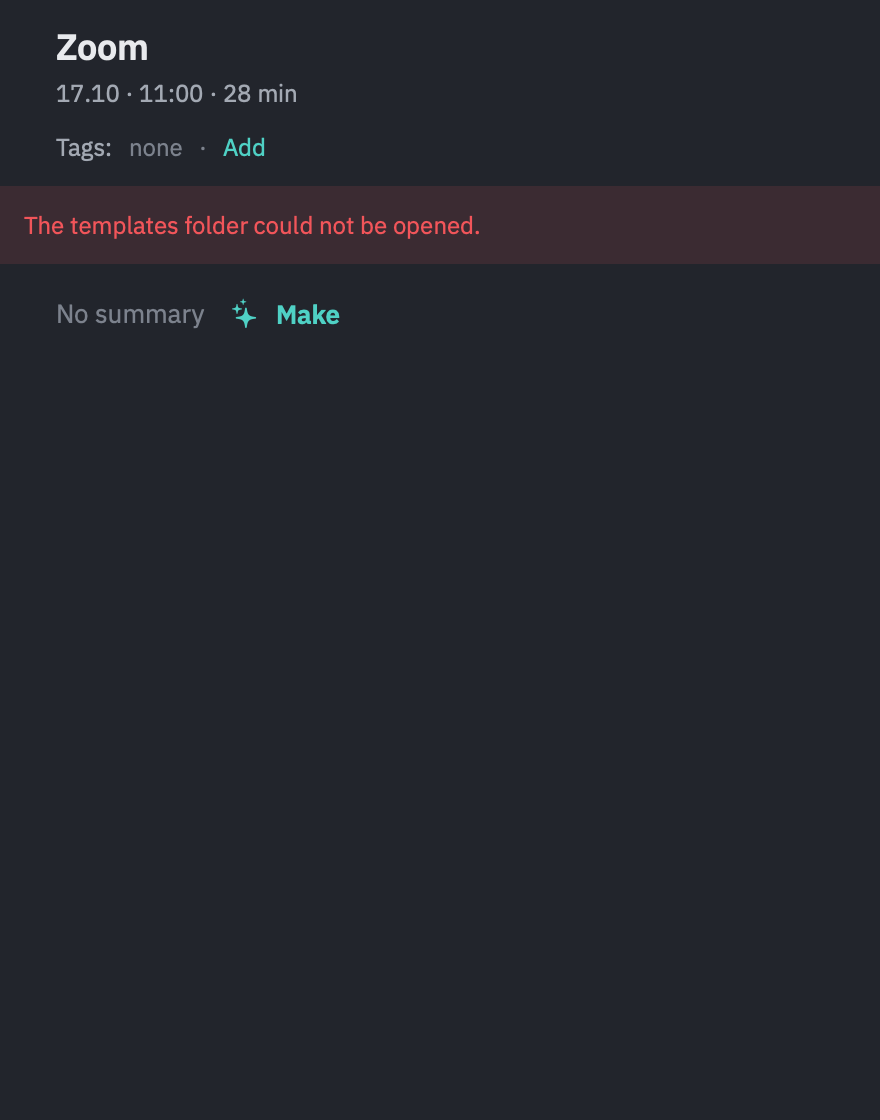 Zoom
17.10 · 11:00 · 28 min
Tags: none · Add
The templates folder could not be opened.
No summary Make